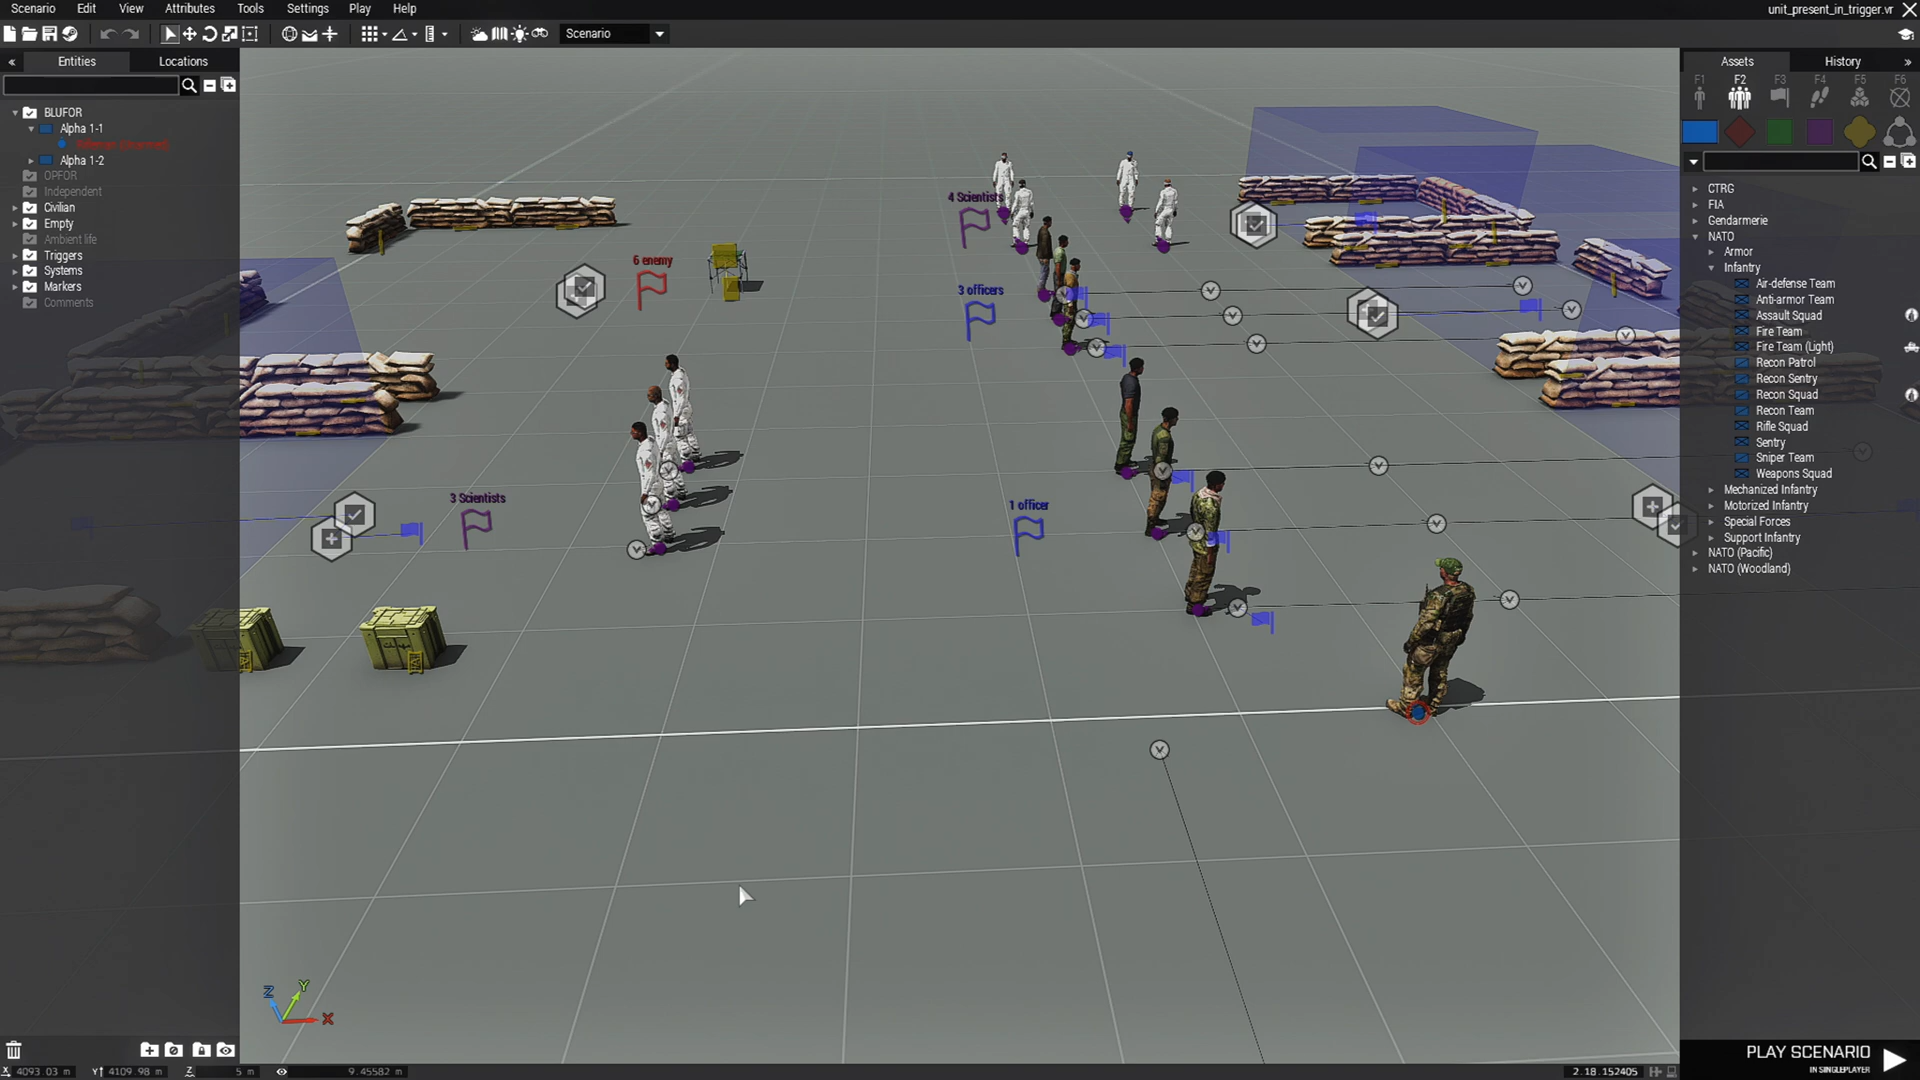 Scenario Edit View Attributes Tools Settings Play Help
unit_present_in_trigger.vr
Scenario
Entities Locations
BLUFOR
Alpha 1-1
Alpha 1-2
OPFOR
Independent
Civilian
Empty
Ambient life
Triggers
Systems
Markers
Comments
4 Scientists
6 enemy
3 officers
3 Scientists
1 officer
Z Y X
Assets History
F1 F2 F3 F4 F5 F6
CTRG
FIA
Gendarmerie
NATO
Armor
Infantry
Air-defense Team
Anti-armor Team
Assault Squad
Fire Team
Fire Team (Light)
Recon Patrol
Recon Sentry
Recon Squad
Recon Team
Rifle Squad
Sentry
Sniper Team
Weapons Squad
Mechanized Infantry
Motorized Infantry
Special Forces
Support Infantry
NATO (Pacific)
NATO (Woodland)
PLAY SCENARIO
IN SINGLEPLAYER
X 4093.03 m Y 4109.98 m Z 5 m 9.45582 m
2.18.152405